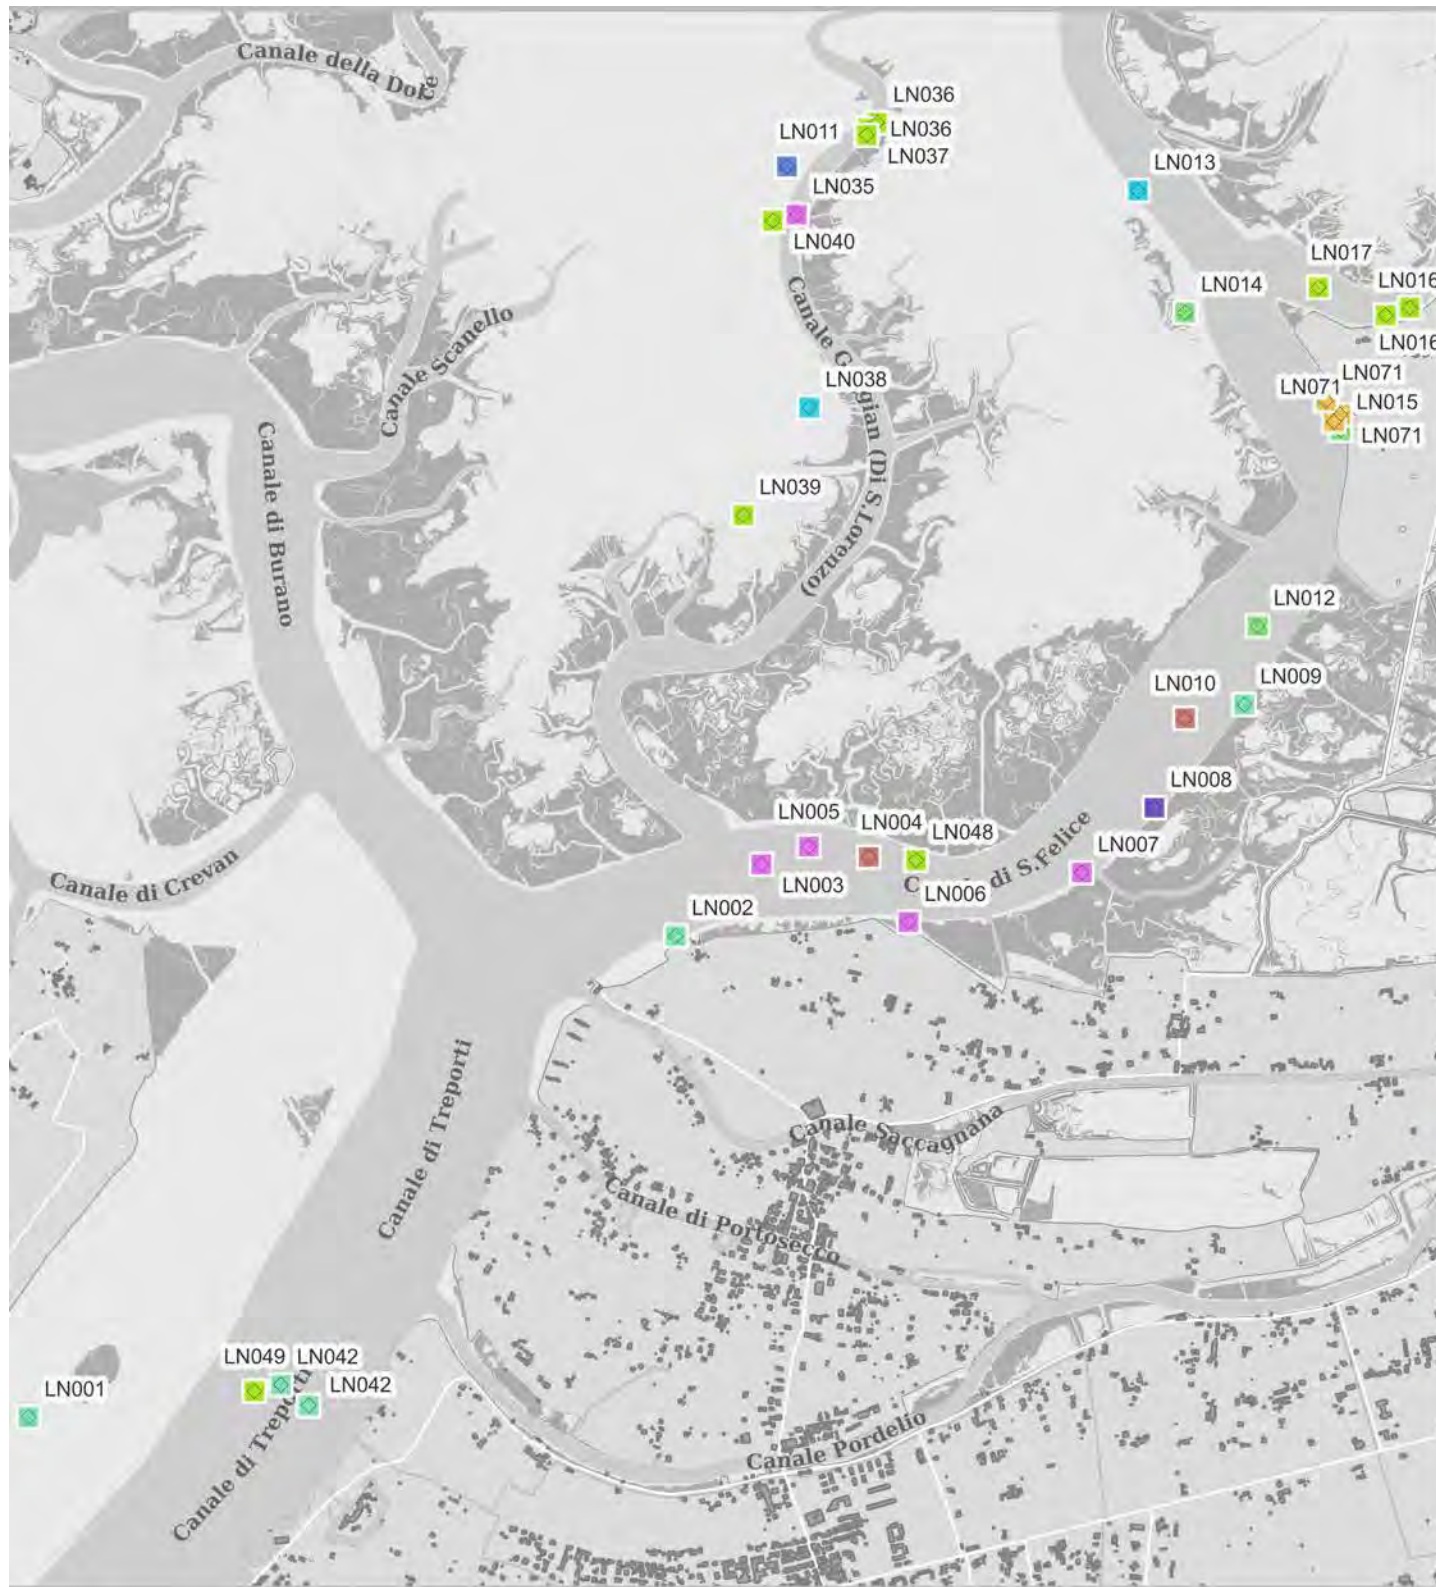 Canale della Dolce
LN036
LN011
LN036
LN037
LN013
LN035
LN040
LN017
LN016
LN014
LN016
Canale Scanello
LN038
LN071
LN071
LN015
LN071
Canale di Burano
LN039
LN012
LN010
LN009
LN008
LN005
LN004
LN048
LN007
LN003
di S.Felice
LN006
LN002
Canale di Crevan
Canale di Treporti
Canale Saccagnana
Canale di Portosecco
LN049
LN042
LN001
LN042
Canale di Treporti
Canale Pordelio
(Di S.Lorenzo)